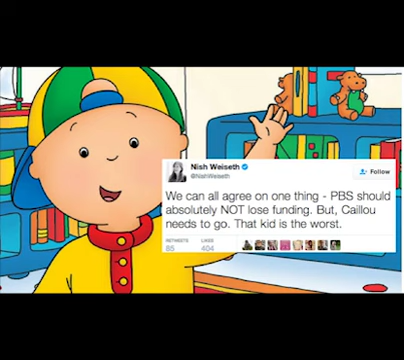 Nish Weiseth
@NishWeiseth
Follow
We can all agree on one thing - PBS should
absolutely NOT lose funding. But, Caillou
needs to go. That kid is the worst.
RETWEETS LIKES
85 404